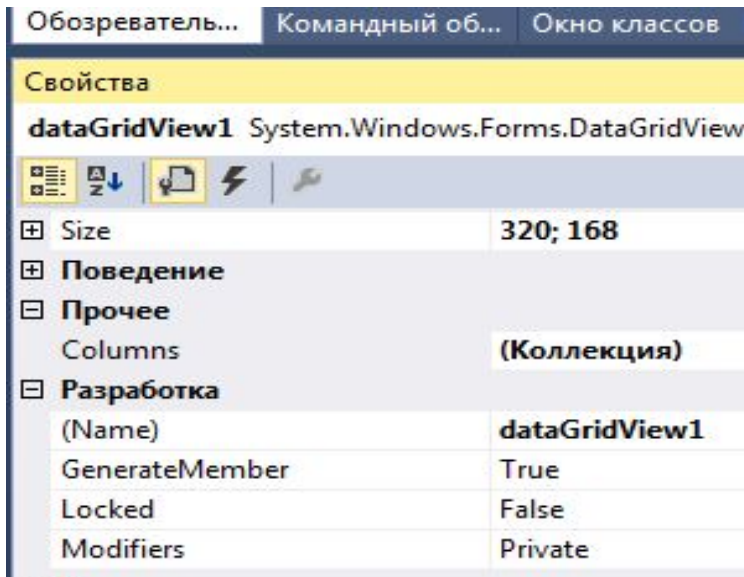 Обозреватель... Командный об... Окно классов
Свойства
dataGridView1 System.Windows.Forms.DataGridView
Size 320; 168
Поведение
Прочее
Columns (Коллекция)
Разработка
(Name) dataGridView1
GenerateMember True
Locked False
Modifiers Private